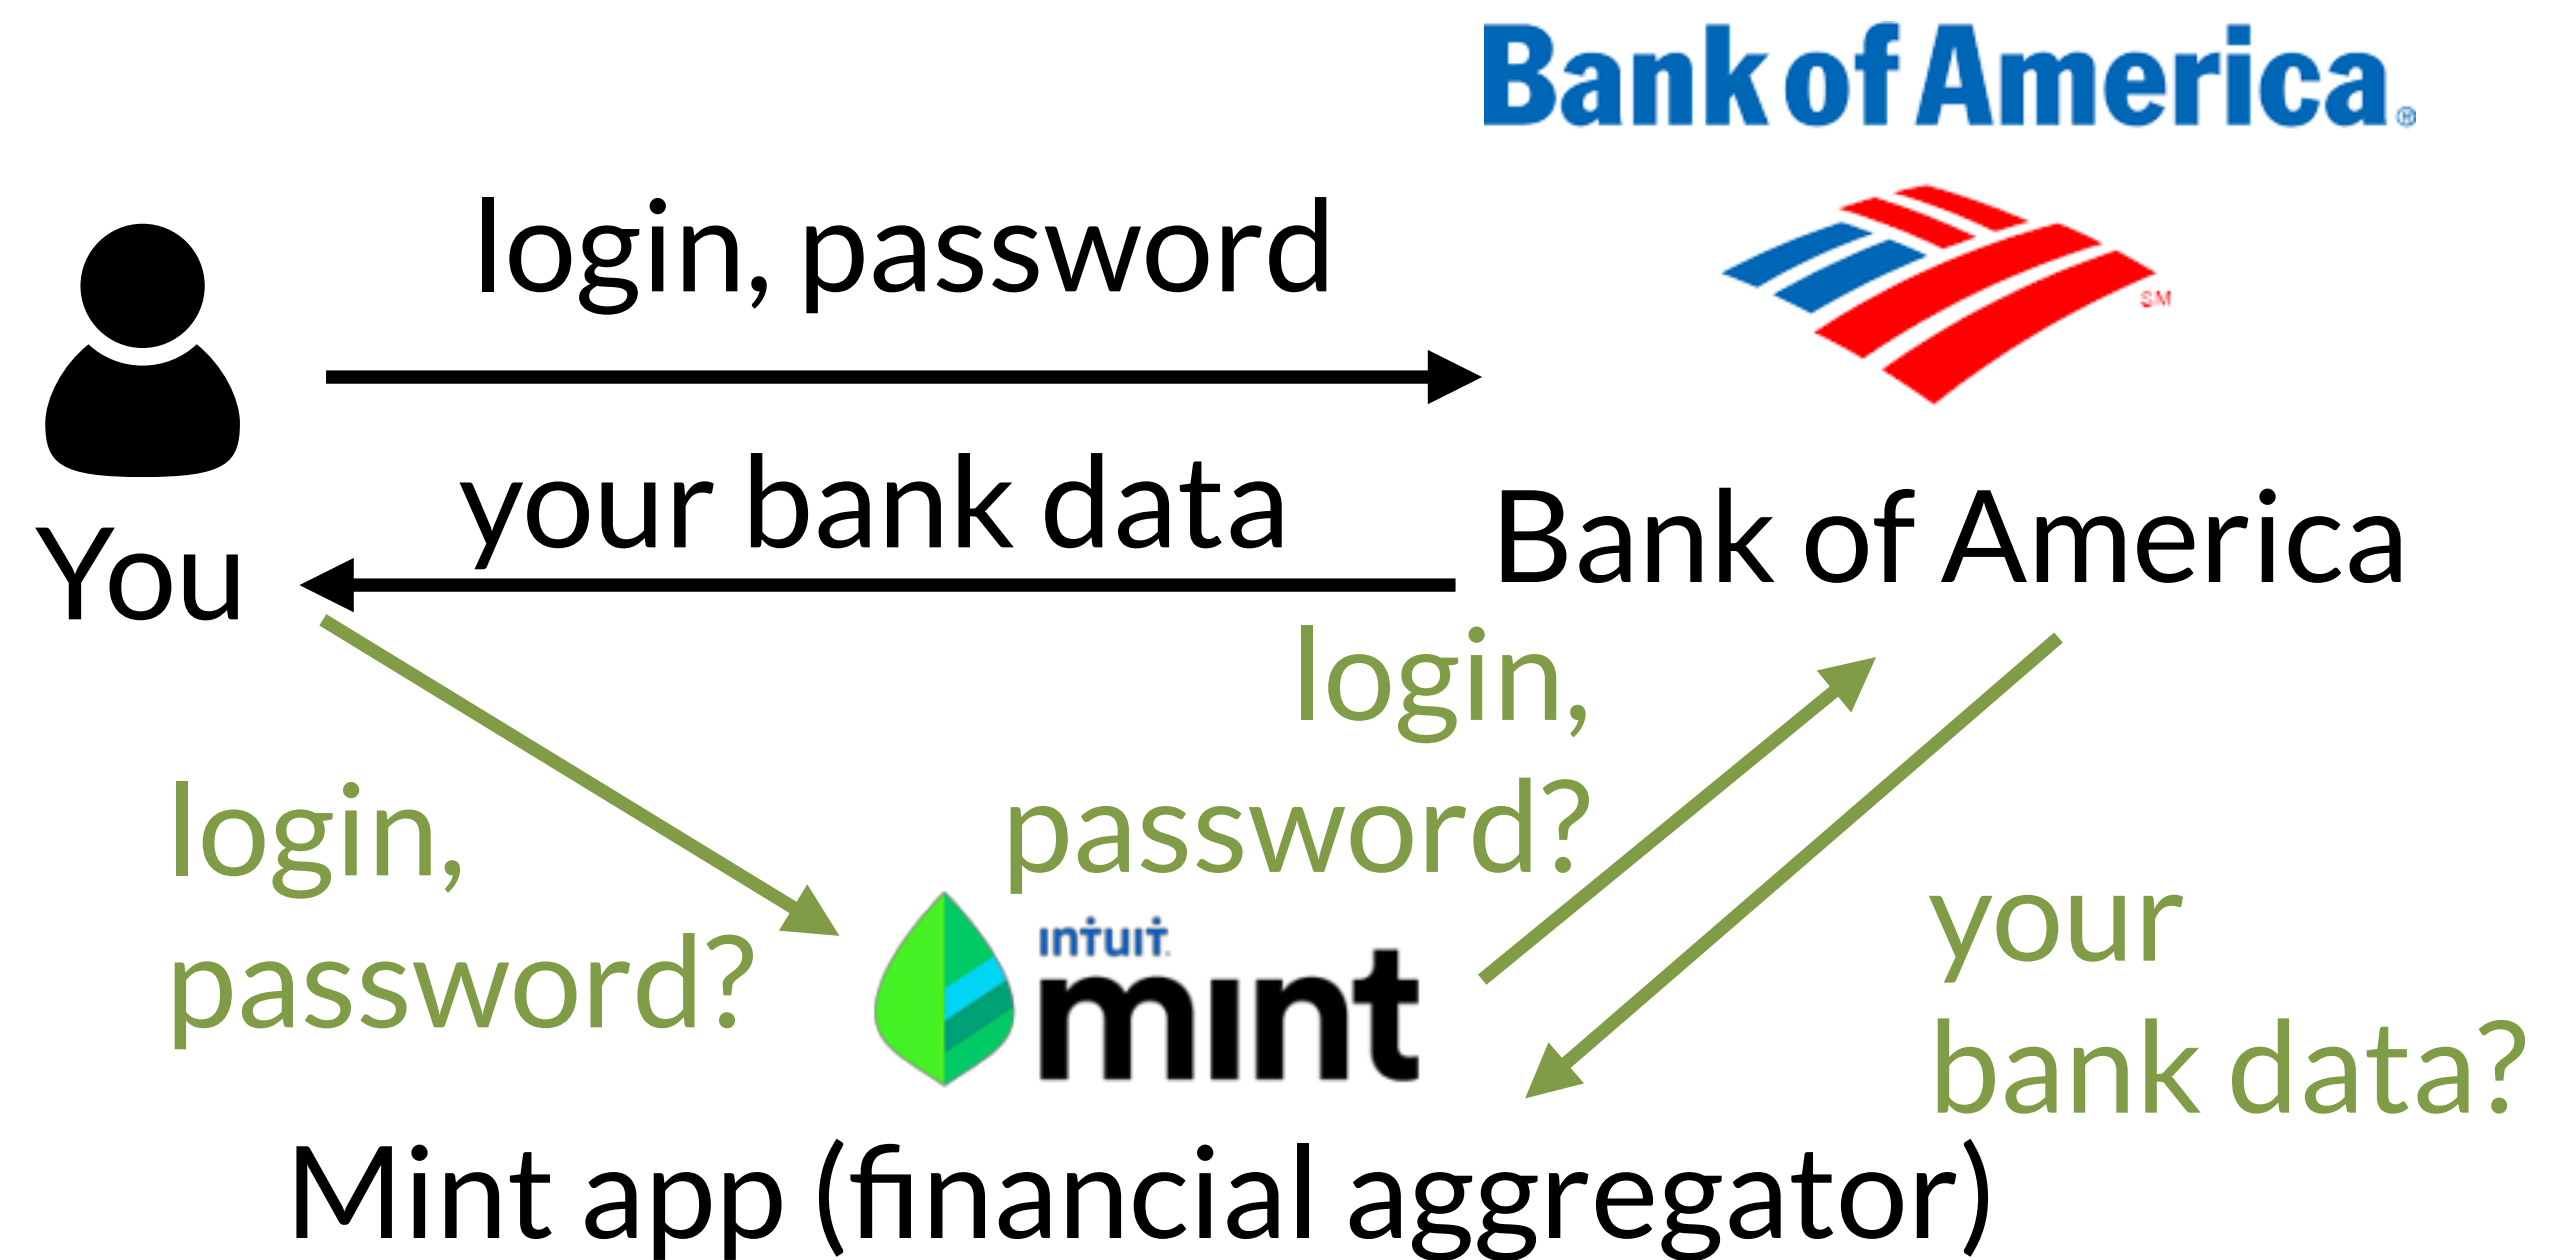 Bank of America®
login, password
SM
your bank data
You
Bank of America
login,
password?
login,
password?
intuit
mint
your
bank data?
Mint app (financial aggregator)